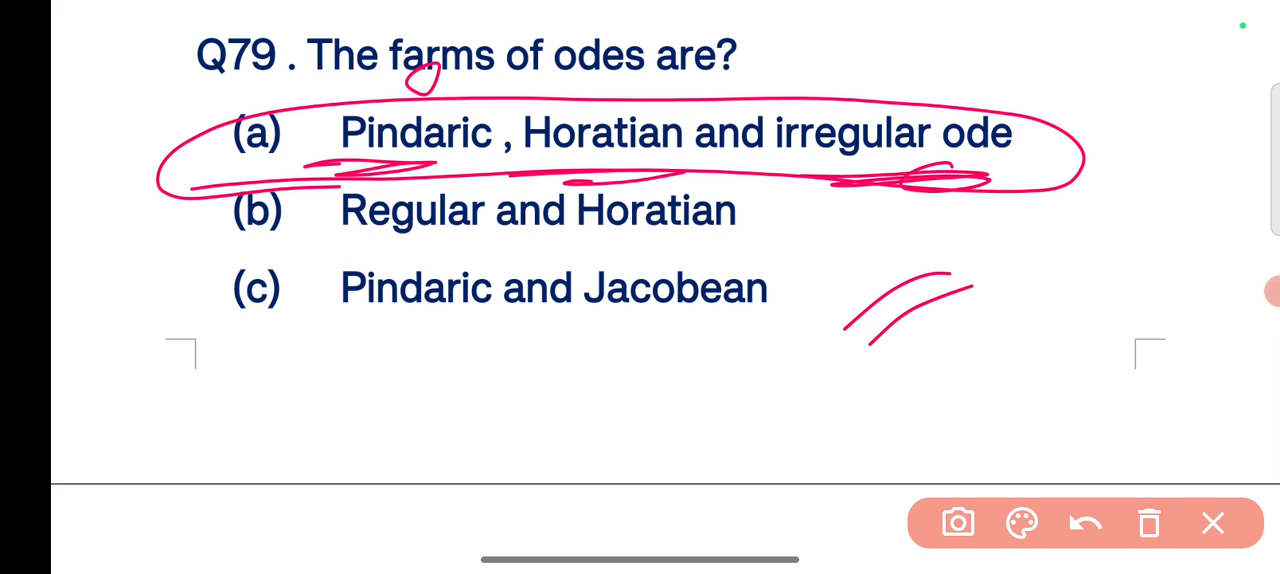 Q79 . The farms of odes are?
(a) Pindaric , Horatian and irregular ode
(b) Regular and Horatian
(c) Pindaric and Jacobean